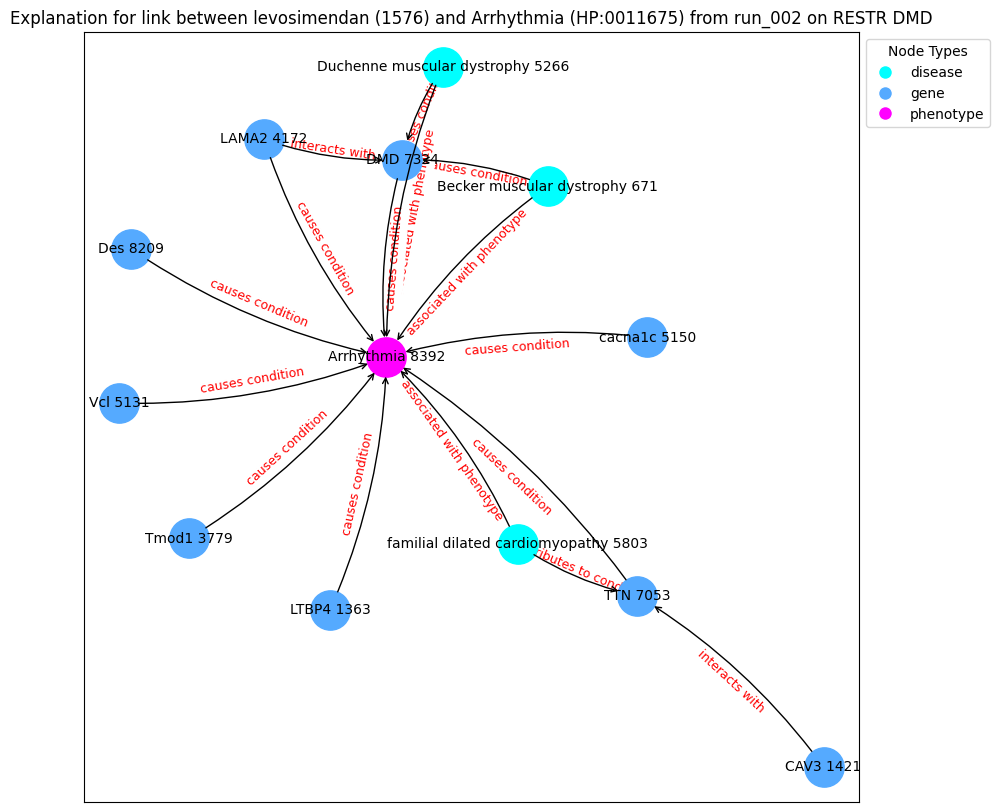 Explanation for link between levosimendan (1576) and Arrhythmia (HP:0011675) from run_002 on RESTR DMD
Node Types
disease
gene
phenotype
Duchenne muscular dystrophy 5266
LAMA2 4172
interacts with
DMD 7324
causes condition
Becker muscular dystrophy 671
associated with phenotype
causes condition
causes condition
associated with phenotype
Des 8209
causes condition
cacna1c 5150
causes condition
Arrhythmia 8392
Vcl 5131
causes condition
causes condition
causes condition
associated with phenotype
causes condition
Tmod1 3779
familial dilated cardiomyopathy 5803
TTN 7053
LTBP4 1363
interacts with
CAV3 1421